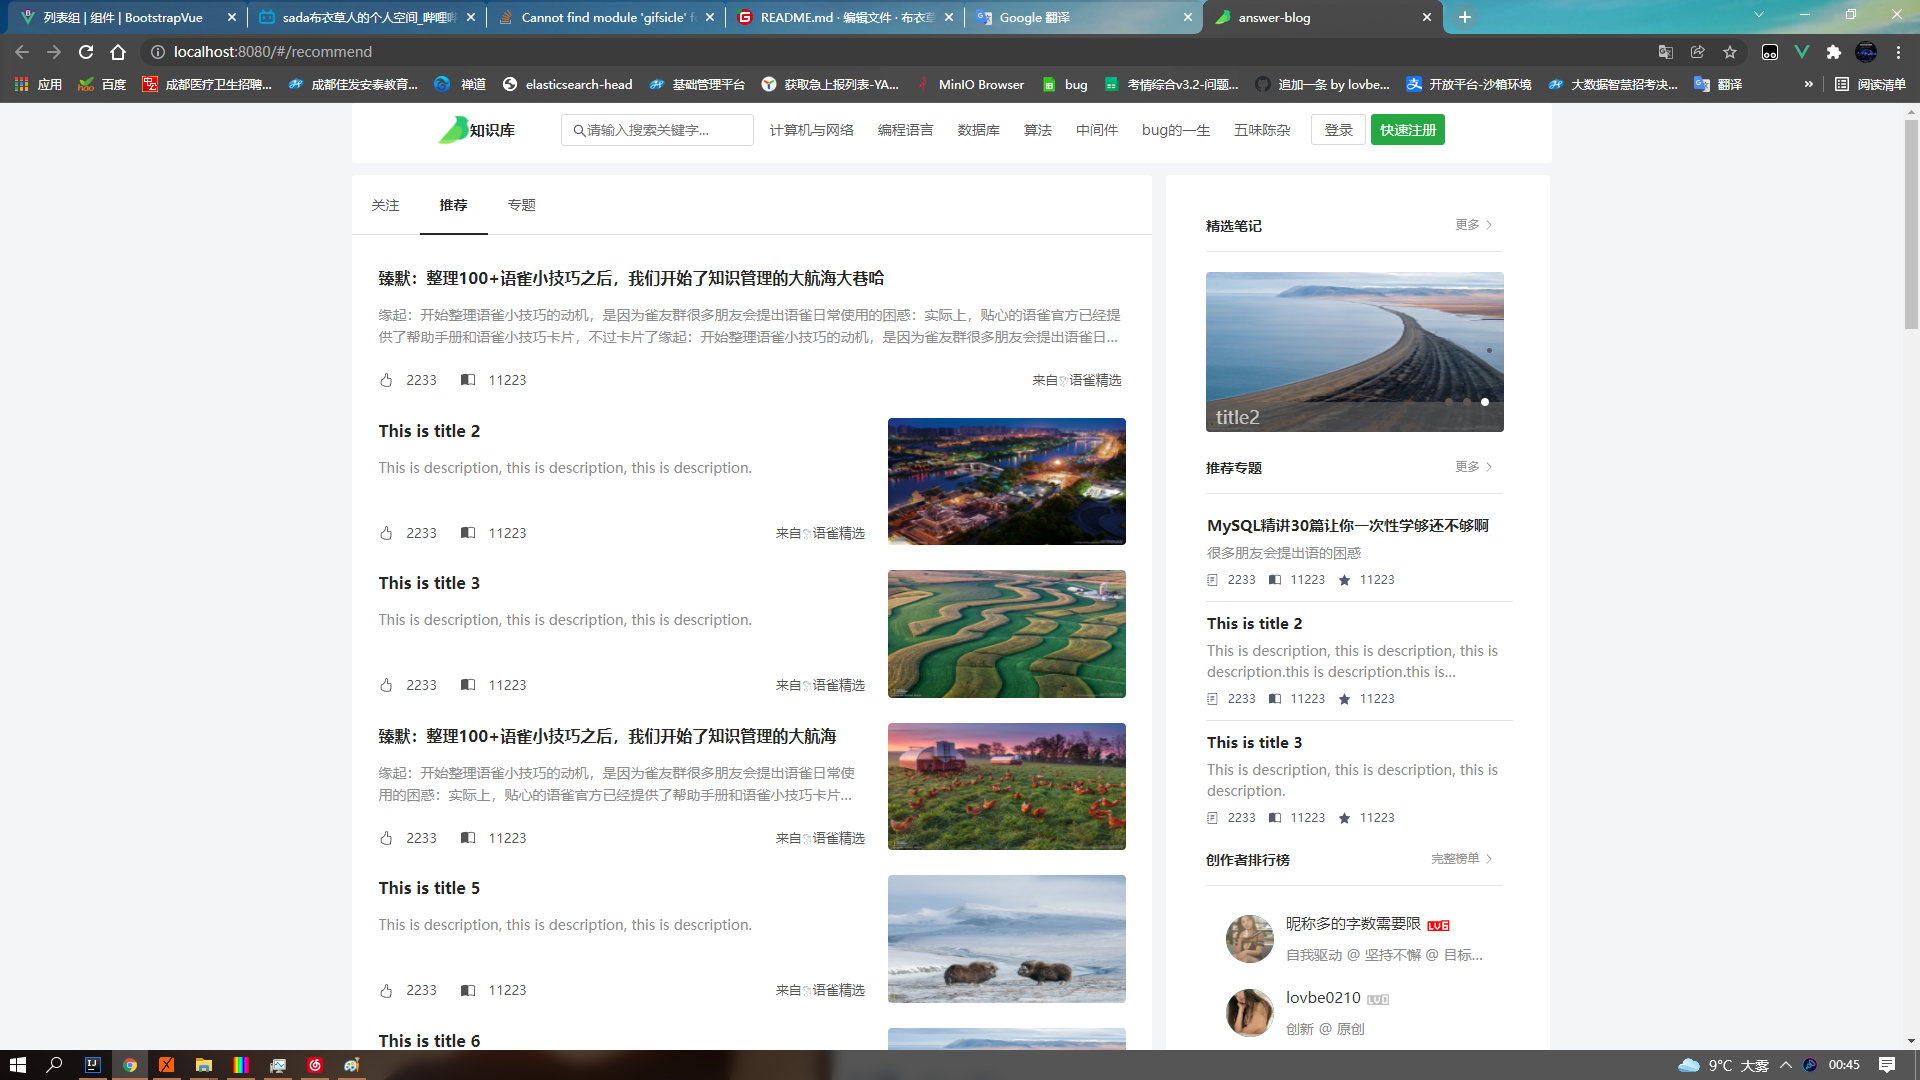 列表组 | 组件 | BootstrapVue
sada布衣草人的个人空间_哔哩哔
Cannot find module 'gifsicle' f
README.md · 编辑文件 · 布衣草
Google 翻译
answer-blog
localhost:8080/#/recommend
应用
百度
成都医疗卫生招聘...
成都佳发安泰教育...
禅道
elasticsearch-head
基础管理平台
获取急上报列表-YA...
MinIO Browser
bug
考情综合v3.2-问题...
追加一条 by lovbe...
开放平台-沙箱环境
大数据智慧招考决...
翻译
»
阅读清单
知识库
请输入搜索关键字...
计算机与网络
编程语言
数据库
算法
中间件
bug的一生
五味陈杂
登录
快速注册
关注
推荐
专题
臻默：整理100+语雀小技巧之后，我们开始了知识管理的大航海大巷哈
缘起：开始整理语雀小技巧的动机，是因为雀友群很多朋友会提出语雀日常使用的困惑：实际上，贴心的语雀官方已经提
供了帮助手册和语雀小技巧卡片，不过卡片了缘起：开始整理语雀小技巧的动机，是因为雀友群很多朋友会提出语雀日...
2233 11223 来自语雀精选
This is title 2
This is description, this is description, this is description.
2233 11223 来自语雀精选
This is title 3
This is description, this is description, this is description.
2233 11223 来自语雀精选
臻默：整理100+语雀小技巧之后，我们开始了知识管理的大航海
缘起：开始整理语雀小技巧的动机，是因为雀友群很多朋友会提出语雀日常使
用的困惑：实际上，贴心的语雀官方已经提供了帮助手册和语雀小技巧卡片...
2233 11223 来自语雀精选
This is title 5
This is description, this is description, this is description.
2233 11223 来自语雀精选
This is title 6
精选笔记
更多
title2
推荐专题
更多
MySQL精讲30篇让你一次性学够还不够啊
很多朋友会提出语的困惑
2233 11223 11223
This is title 2
This is description, this is description, this is
description.this is description.this is...
2233 11223 11223
This is title 3
This is description, this is description, this is
description.
2233 11223 11223
创作者排行榜
完整榜单
昵称多的字数需要限 LV6
自我驱动 @ 坚持不懈 @ 目标...
lovbe0210 LV0
创新 @ 原创
9°C 大雾
00:45